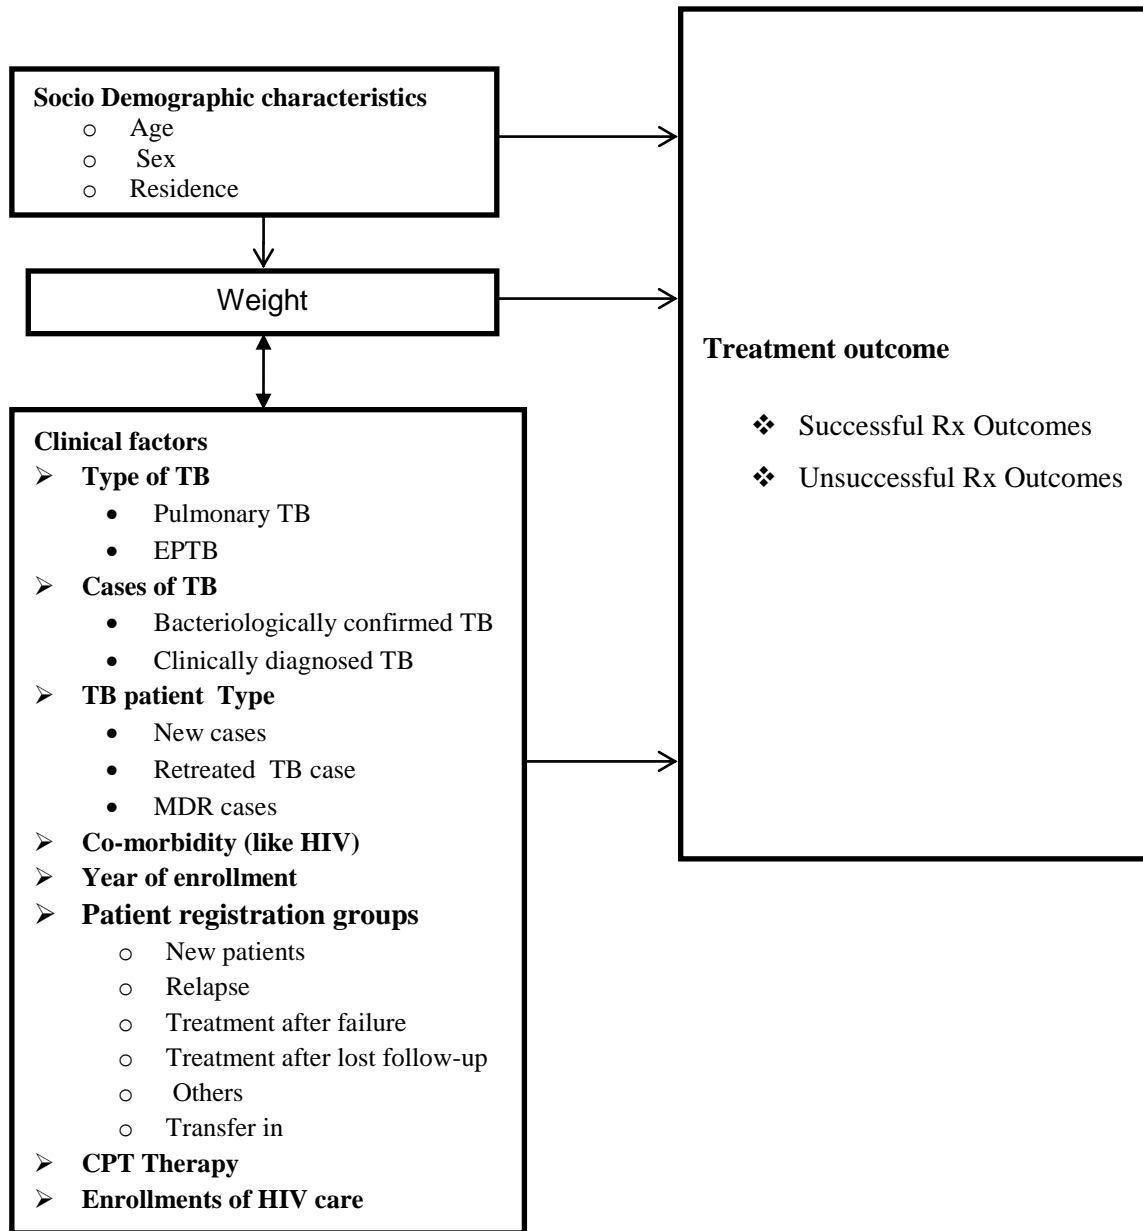 Socio Demographic characteristics
o Age
o Sex
o Residence
Weight
Clinical factors
➢ Type of TB
• Pulmonary TB
• EPTB
➢ Cases of TB
• Bacteriologically confirmed TB
• Clinically diagnosed TB
➢ TB patient Type
• New cases
• Retreated TB case
• MDR cases
➢ Co-morbidity (like HIV)
➢ Year of enrollment
➢ Patient registration groups
o New patients
o Relapse
o Treatment after failure
o Treatment after lost follow-up
o Others
o Transfer in
➢ CPT Therapy
➢ Enrollments of HIV care
Treatment outcome
❖ Successful Rx Outcomes
❖ Unsuccessful Rx Outcomes